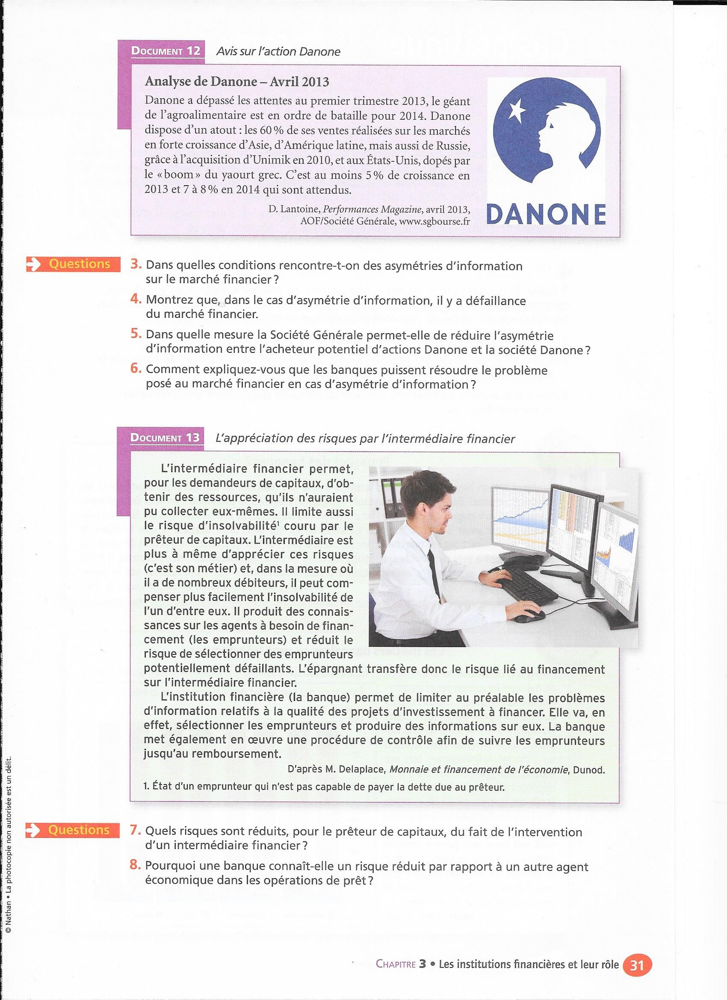 DOCUMENT 12 Avis sur l'action Danone
Analyse de Danone – Avril 2013
Danone a dépassé les attentes au premier trimestre 2013, le géant
de l'agroalimentaire est en ordre de bataille pour 2014. Danone
dispose d'un atout : les 60 % de ses ventes réalisées sur les marchés
en forte croissance d'Asie, d'Amérique latine, mais aussi de Russie,
grâce à l'acquisition d'Unimik en 2010, et aux États-Unis, dopés par
le « boom » du yaourt grec. C'est au moins 5 % de croissance en
2013 et 7 à 8 % en 2014 qui sont attendus.
D. Lantoine, Performances Magazine, avril 2013,
AOF/Société Générale, www.sgbourse.fr
DANONE
Questions
3. Dans quelles conditions rencontre-t-on des asymétries d'information
sur le marché financier ?
4. Montrez que, dans le cas d'asymétrie d'information, il y a défaillance
du marché financier.
5. Dans quelle mesure la Société Générale permet-elle de réduire l'asymétrie
d'information entre l'acheteur potentiel d'actions Danone et la société Danone ?
6. Comment expliquez-vous que les banques puissent résoudre le problème
posé au marché financier en cas d'asymétrie d'information ?
DOCUMENT 13 L'appréciation des risques par l'intermédiaire financier
L'intermédiaire financier permet,
pour les demandeurs de capitaux, d'ob-
tenir des ressources, qu'ils n'auraient
pu collecter eux-mêmes. Il limite aussi
le risque d'insolvabilité¹ couru par le
prêteur de capitaux. L'intermédiaire est
plus à même d'apprécier ces risques
(c'est son métier) et, dans la mesure où
il a de nombreux débiteurs, il peut com-
penser plus facilement l'insolvabilité de
l'un d'entre eux. Il produit des connais-
sances sur les agents à besoin de finan-
cement (les emprunteurs) et réduit le
risque de sélectionner des emprunteurs
potentiellement défaillants. L'épargnant transfère donc le risque lié au financement
sur l'intermédiaire financier.
L'institution financière (la banque) permet de limiter au préalable les problèmes
d'information relatifs à la qualité des projets d'investissement à financer. Elle va, en
effet, sélectionner les emprunteurs et produire des informations sur eux. La banque
met également en œuvre une procédure de contrôle afin de suivre les emprunteurs
jusqu'au remboursement.
D'après M. Delaplace, Monnaie et financement de l'économie, Dunod.
1. État d'un emprunteur qui n'est pas capable de payer la dette due au prêteur.
Questions
7. Quels risques sont réduits, pour le prêteur de capitaux, du fait de l'intervention
d'un intermédiaire financier ?
8. Pourquoi une banque connaît-elle un risque réduit par rapport à un autre agent
économique dans les opérations de prêt ?
© Nathan • La photocopie non autorisée est un délit.
CHAPITRE 3 • Les institutions financières et leur rôle 31